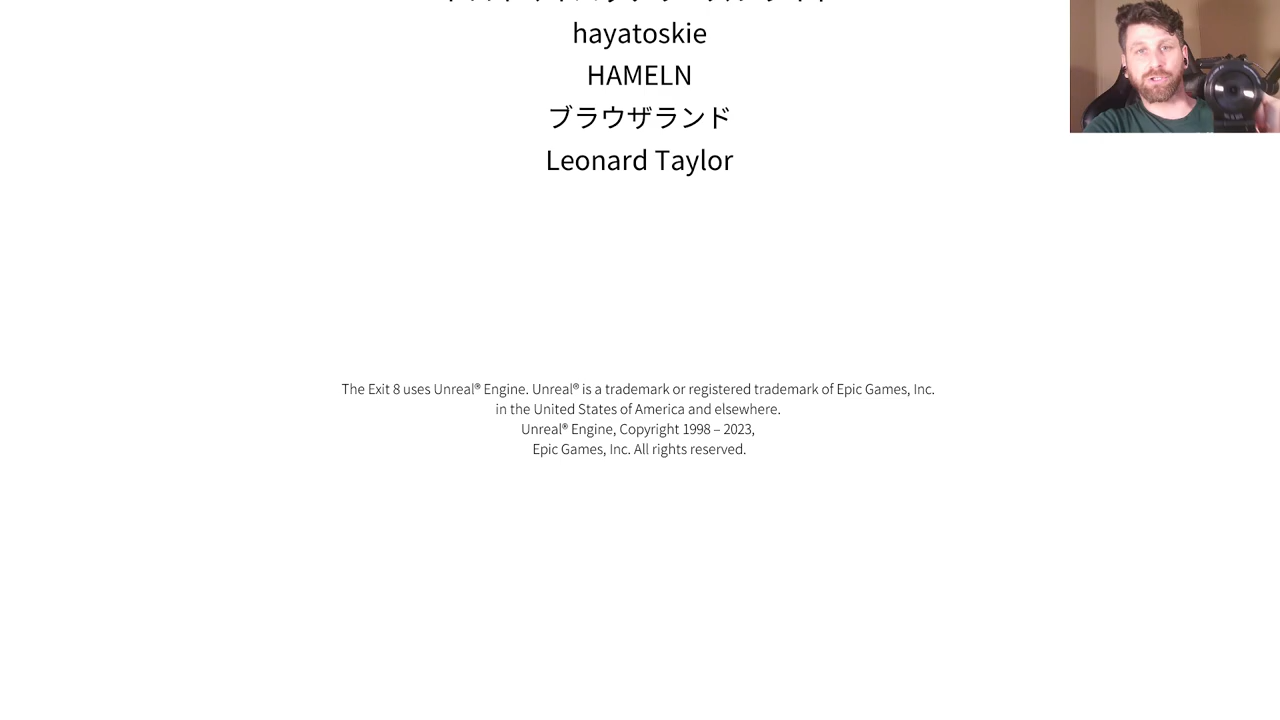 hayatoskie
HAMELN
ブラウザランド
Leonard Taylor
The Exit 8 uses Unreal® Engine. Unreal® is a trademark or registered trademark of Epic Games, Inc.
in the United States of America and elsewhere.
Unreal® Engine, Copyright 1998 – 2023,
Epic Games, Inc. All rights reserved.